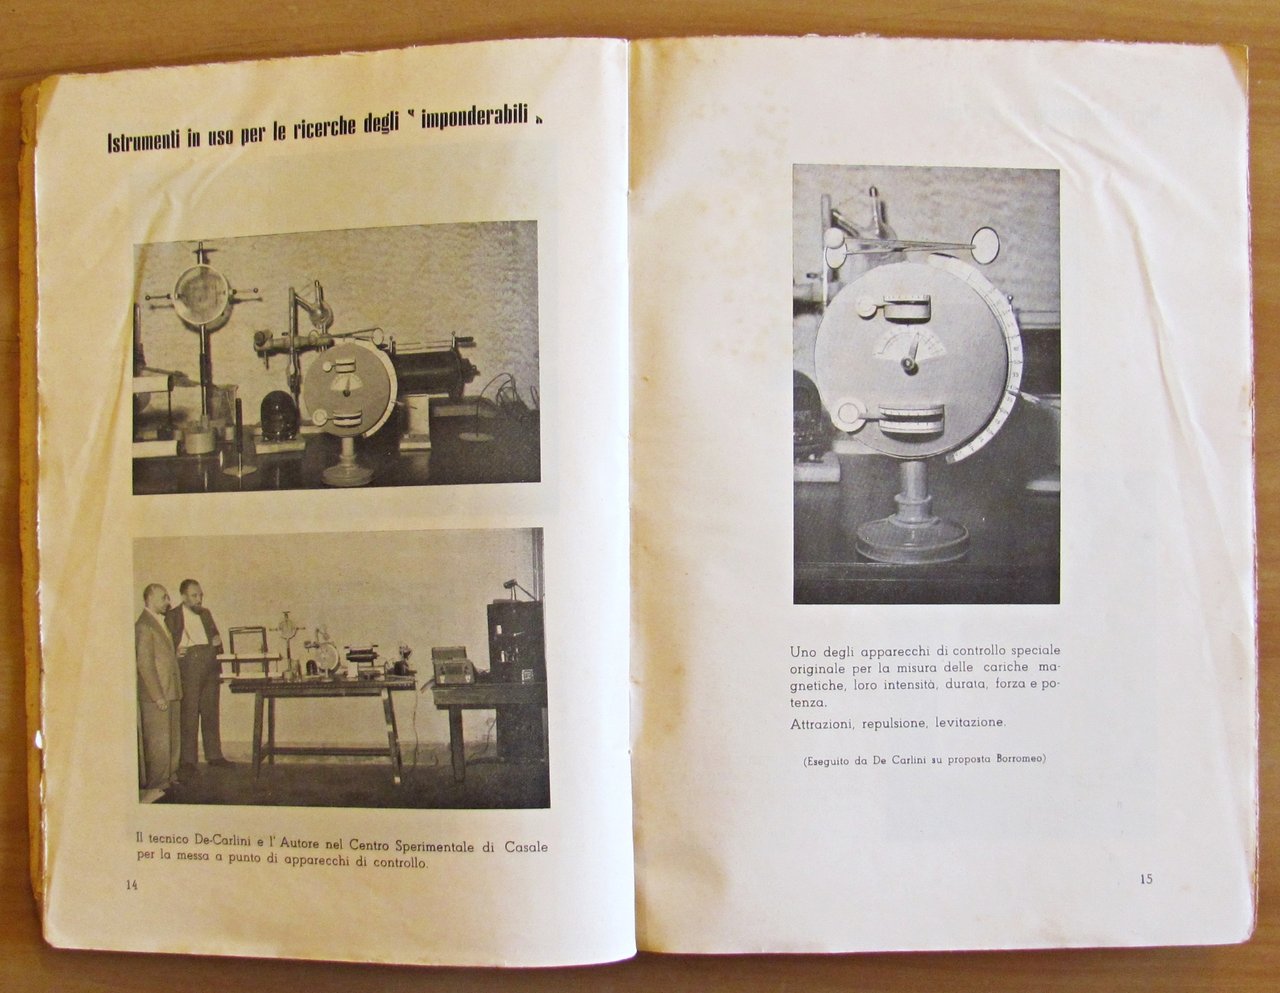 Istrumenti in uso per le ricerche degli “ imponderabili „
Il tecnico De-Carlini e l' Autore nel Centro Sperimentale di Casale
per la messa a punto di apparecchi di controllo.
14
Uno degli apparecchi di controllo speciale
originale per la misura delle cariche ma-
gnetiche, loro intensità, durata, forza e po-
tenza.
Attrazioni, repulsione, levitazione.
(Eseguito da De Carlini su proposta Borromeo)
15